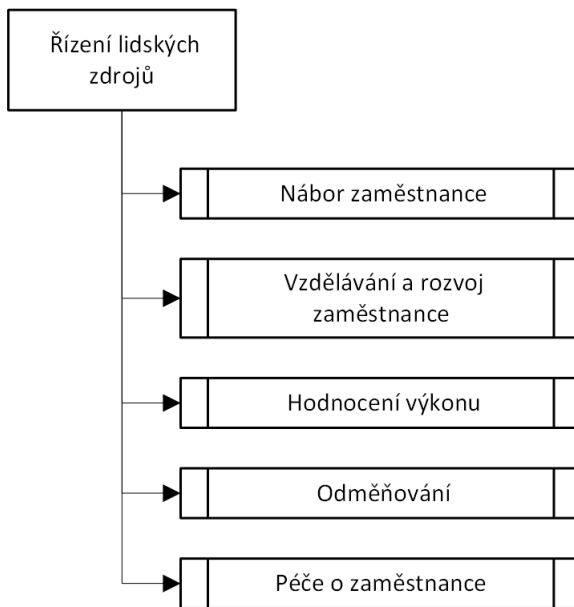 Řízení lidských
zdrojů
Nábor zaměstnance
Vzdělávání a rozvoj
zaměstnance
Hodnocení výkonu
Odměňování
Péče o zaměstnance